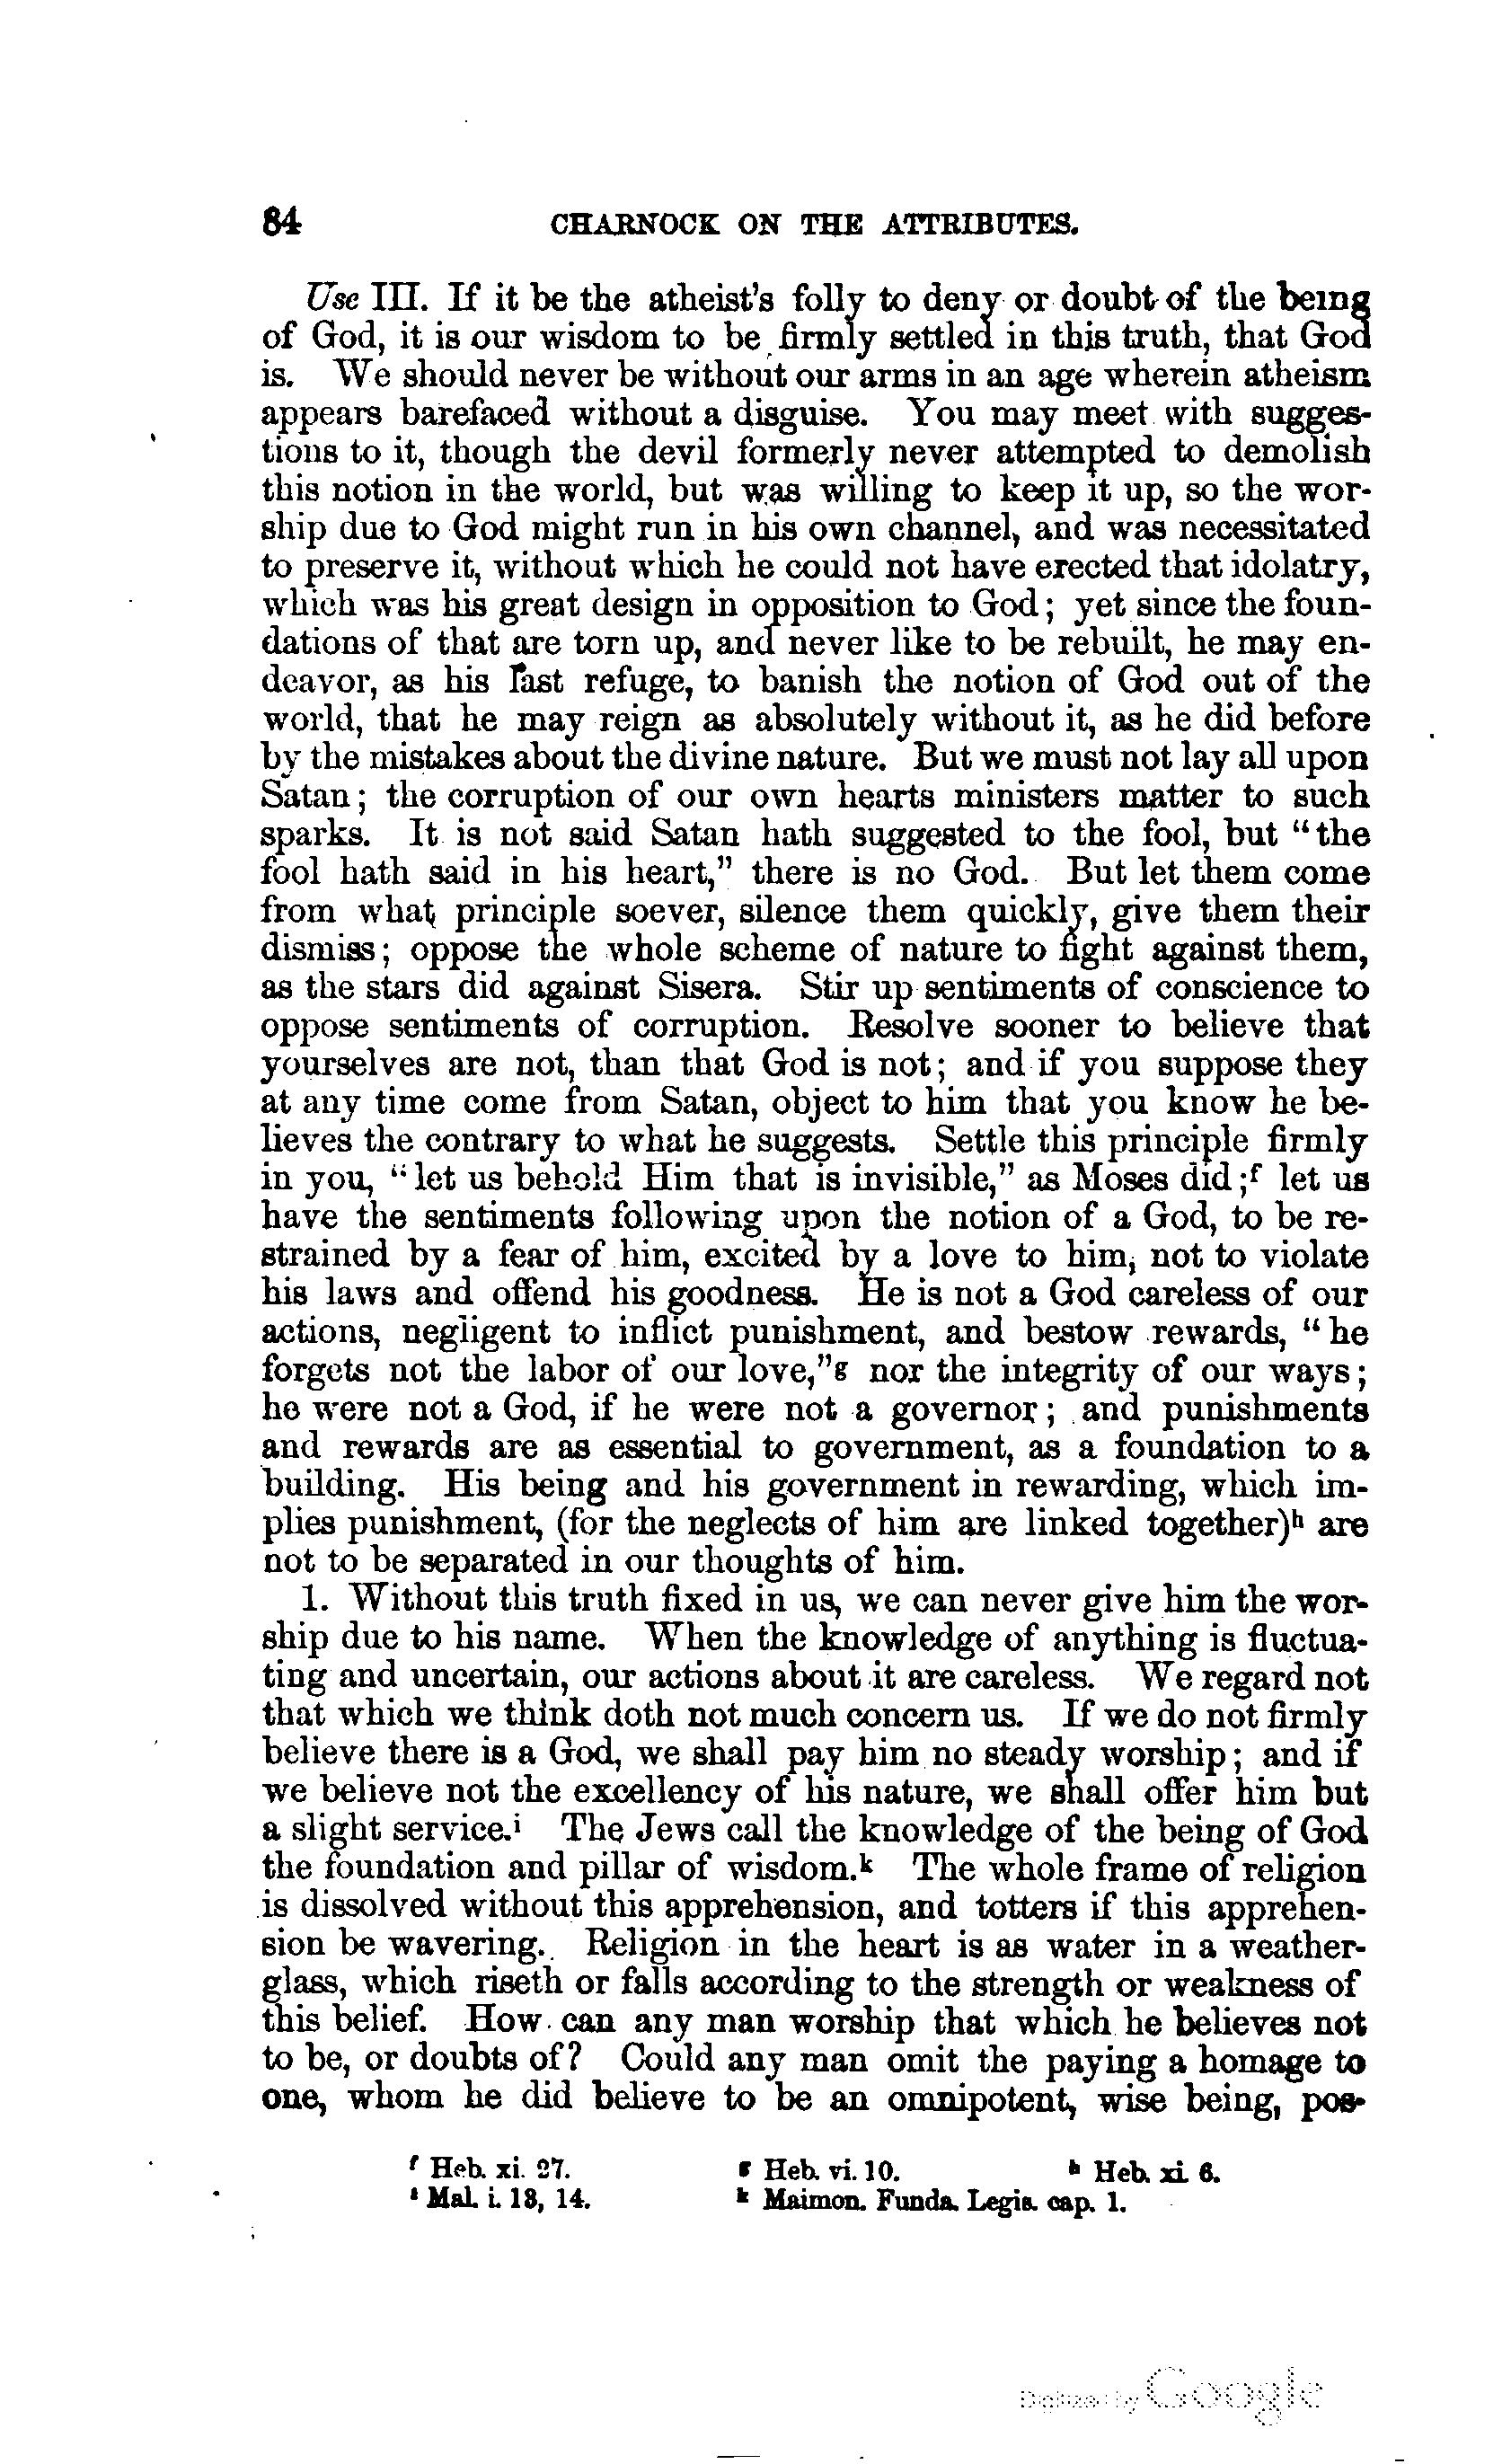 84 CHARNOCK ON THE ATTRIBUTES.
Use III. If it be the atheist's folly to deny or doubt of the being
of God, it is our wisdom to be firmly settled in this truth, that God
is. We should never be without our arms in an age wherein atheism
appears barefaced without a disguise. You may meet with sugges-
tions to it, though the devil formerly never attempted to demolish
this notion in the world, but was willing to keep it up, so the wor-
ship due to God might run in his own channel, and was necessitated
to preserve it, without which he could not have erected that idolatry,
which was his great design in opposition to God; yet since the foun-
dations of that are torn up, and never like to be rebuilt, he may en-
deavor, as his last refuge, to banish the notion of God out of the
world, that he may reign as absolutely without it, as he did before
by the mistakes about the divine nature. But we must not lay all upon
Satan; the corruption of our own hearts ministers matter to such
sparks. It is not said Satan hath suggested to the fool, but "the
fool hath said in his heart," there is no God. But let them come
from what principle soever, silence them quickly, give them their
dismiss; oppose the whole scheme of nature to fight against them,
as the stars did against Sisera. Stir up sentiments of conscience to
oppose sentiments of corruption. Resolve sooner to believe that
yourselves are not, than that God is not; and if you suppose they
at any time come from Satan, object to him that you know he be-
lieves the contrary to what he suggests. Settle this principle firmly
in you, "let us behold Him that is invisible," as Moses did;f let us
have the sentiments following upon the notion of a God, to be re-
strained by a fear of him, excited by a love to him, not to violate
his laws and offend his goodness. He is not a God careless of our
actions, negligent to inflict punishment, and bestow rewards, "he
forgets not the labor of our love,"g nor the integrity of our ways;
he were not a God, if he were not a governor; and punishments
and rewards are as essential to government, as a foundation to a
building. His being and his government in rewarding, which im-
plies punishment, (for the neglects of him are linked together)h are
not to be separated in our thoughts of him.
1. Without this truth fixed in us, we can never give him the wor-
ship due to his name. When the knowledge of anything is fluctua-
ting and uncertain, our actions about it are careless. We regard not
that which we think doth not much concern us. If we do not firmly
believe there is a God, we shall pay him no steady worship; and if
we believe not the excellency of his nature, we shall offer him but
a slight service.i The Jews call the knowledge of the being of God
the foundation and pillar of wisdom.k The whole frame of religion
is dissolved without this apprehension, and totters if this apprehen-
sion be wavering. Religion in the heart is as water in a weather-
glass, which riseth or falls according to the strength or weakness of
this belief. How can any man worship that which he believes not
to be, or doubts of? Could any man omit the paying a homage to
one, whom he did believe to be an omnipotent, wise being, pos-
f Heb. xi. 27. g Heb. vi. 10. h Heb. xi. 6.
i Mal. i. 13, 14. k Maimon. Funda. Legis. cap. 1.
Digitized by Google